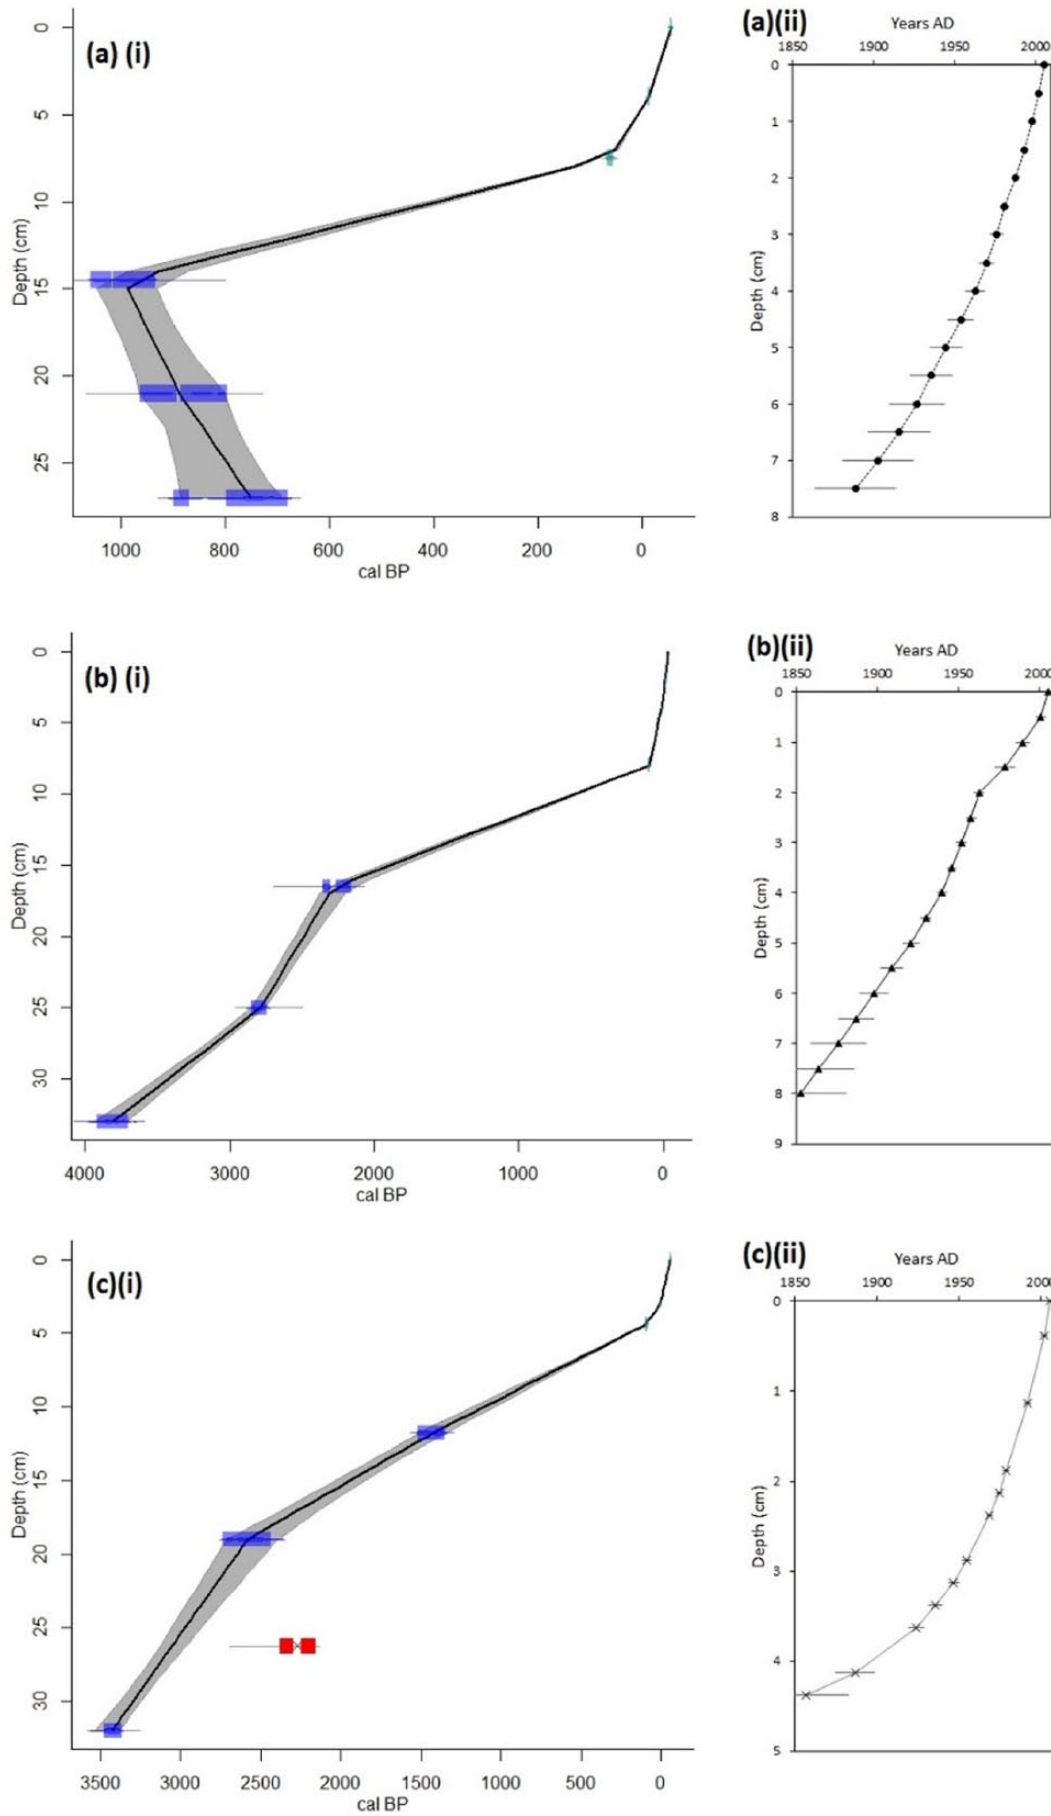 (a) (i)
0
5
10
15
20
25
Depth (cm)
1000 800 600 400 200 0
cal BP
(a)(ii)
Years AD
1850 1900 1950 2000
0
1
2
3
4
5
6
7
8
Depth (cm)
(b) (i)
0
5
10
15
20
25
30
Depth (cm)
4000 3000 2000 1000 0
cal BP
(b)(ii)
Years AD
1850 1900 1950 2000
0
1
2
3
4
5
6
7
8
9
Depth (cm)
(c)(i)
0
5
10
15
20
25
30
Depth (cm)
3500 3000 2500 2000 1500 1000 500 0
cal BP
(c)(ii)
Years AD
1850 1900 1950 200
0
1
2
3
4
5
Depth (cm)